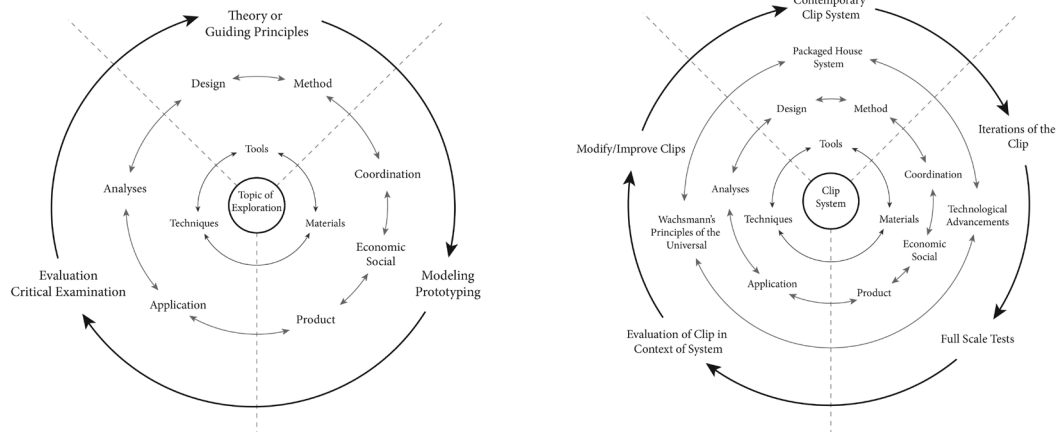 Theory or
Guiding Principles
Design
Method
Tools
Analyses
Coordination
Topic of
Exploration
Techniques
Materials
Economic
Social
Evaluation
Critical Examination
Modeling
Prototyping
Application
Product
Contemporary
Clip System
Packaged House
System
Design
Method
Iterations of the
Clip
Modify/Improve Clips
Tools
Analyses
Coordination
Clip
System
Wachsmann's
Principles of the
Universal
Techniques
Materials
Technological
Advancements
Economic
Social
Application
Product
Evaluation of Clip in
Context of System
Full Scale Tests